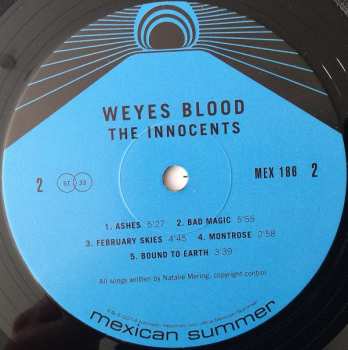 WEYES BLOOD
THE INNOCENTS
2 ST 33 MEX 186 2
1. ASHES 5:27 2. BAD MAGIC 5:55
3. FEBRUARY SKIES 4:45 4. MONTROSE 2:58
5. BOUND TO EARTH 3:39
All songs written by Natalie Mering, copyright control
mexican summer